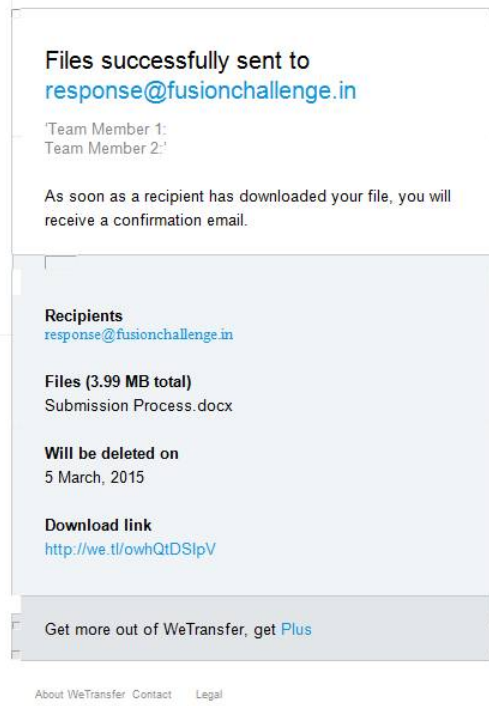 Files successfully sent to
response@fusionchallenge.in
'Team Member 1:
Team Member 2:'
As soon as a recipient has downloaded your file, you will
receive a confirmation email.
Recipients
response@fusionchallenge.in
Files (3.99 MB total)
Submission Process.docx
Will be deleted on
5 March, 2015
Download link
http://we.tl/owhQtDSIpV
Get more out of WeTransfer, get Plus
About WeTransfer Contact Legal